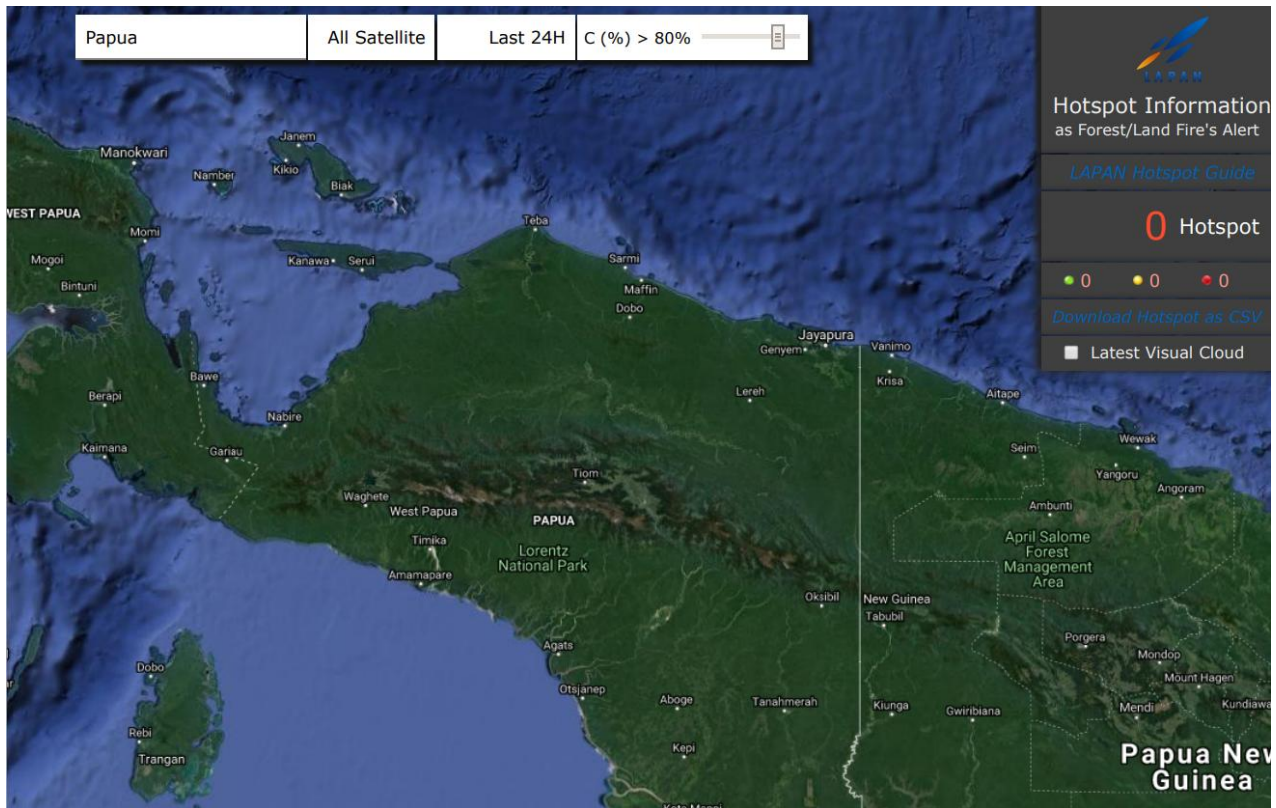 Papua
All Satellite
Last 24H
C (%) > 80%
LAPAN
Hotspot Information
as Forest/Land Fire's Alert
LAPAN Hotspot Guide
0 Hotspot
0
0
0
Download Hotspot as CSV
Latest Visual Cloud
Janem
Manokwari
Kikio
Namber
Biak
WEST PAPUA
Teba
Momi
Mogoi
Kanawa
Serui
Sarmi
Bintuni
Maffin
Dobo
Jayapura
Genyem
Vanimo
Bawe
Krisa
Berapi
Lereh
Aitape
Nabire
Kaimana
Gariau
Wewak
Seim
Yangoru
Tiom
Angoram
Waghete
West Papua
PAPUA
Ambunti
Timika
Lorentz
National Park
April Salome
Forest
Management
Area
Amamapare
Oksibil
New Guinea
Tabubil
Agats
Porgera
Mondop
Dobo
Mount Hagen
Otsjanep
Aboge
Tanahmerah
Kiunga
Gwiribiana
Mendi
Kundiawa
Rebi
Kepi
Trangan
Papua New
Guinea